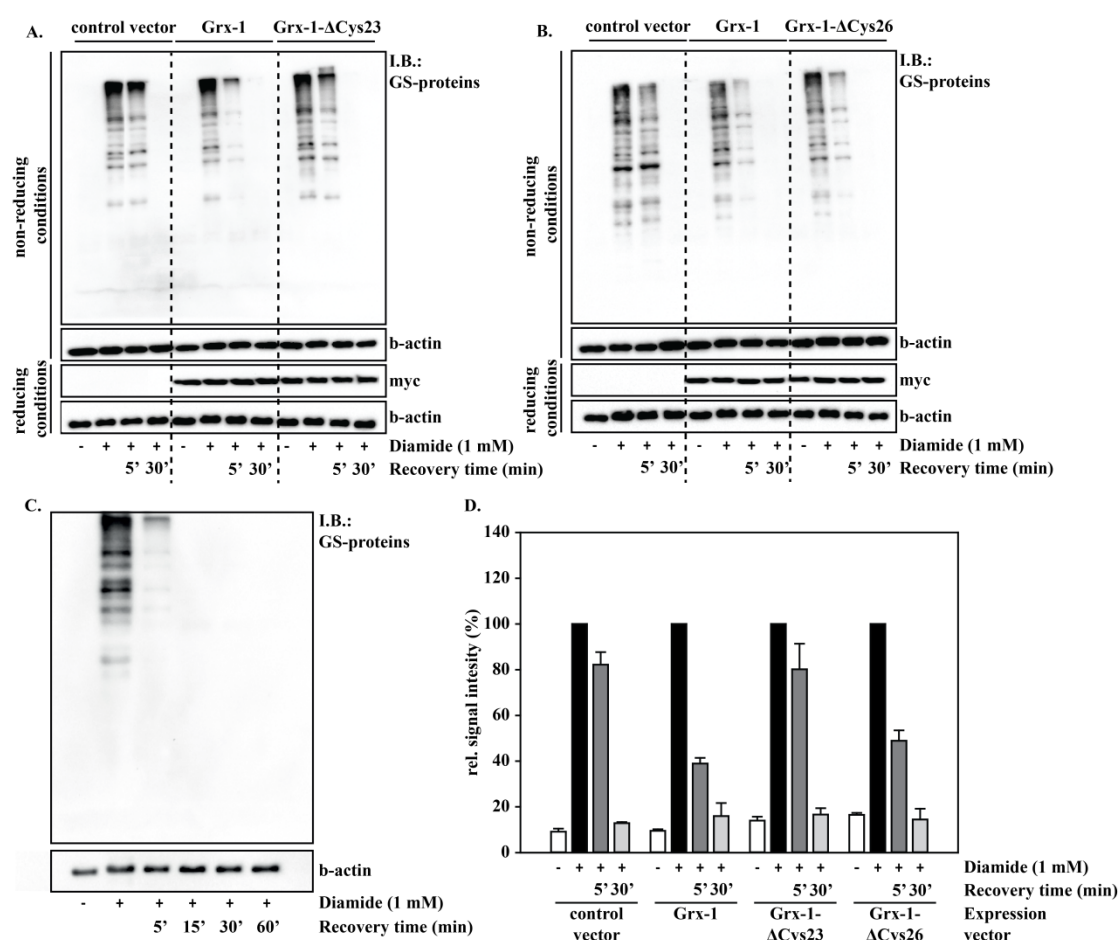 A.
control vector Grx-1 Grx-1-ΔCys23
I.B.:
GS-proteins
non-reducing
conditions
b-actin
reducing
conditions
myc
b-actin
- + + + - + + + - + + + Diamide (1 mM)
5’ 30’ 5’ 30’ 5’ 30’ Recovery time (min)
B.
control vector Grx-1 Grx-1-ΔCys26
I.B.:
GS-proteins
non-reducing
conditions
b-actin
reducing
conditions
myc
b-actin
- + + + - + + + - + + + Diamide (1 mM)
5’ 30’ 5’ 30’ 5’ 30’ Recovery time (min)
C.
I.B.:
GS-proteins
b-actin
- + + + + + Diamide (1 mM)
5’ 15’ 30’ 60’ Recovery time (min)
D.
rel. signal intesity (%)
140
120
100
80
60
40
20
0
- + + + - + + + - + + + - + + + Diamide (1 mM)
5’ 30’ 5’ 30’ 5’ 30’ 5’ 30’ Recovery time (min)
control Grx-1 Grx-1- Grx-1- Expression
vector ΔCys23 ΔCys26 vector